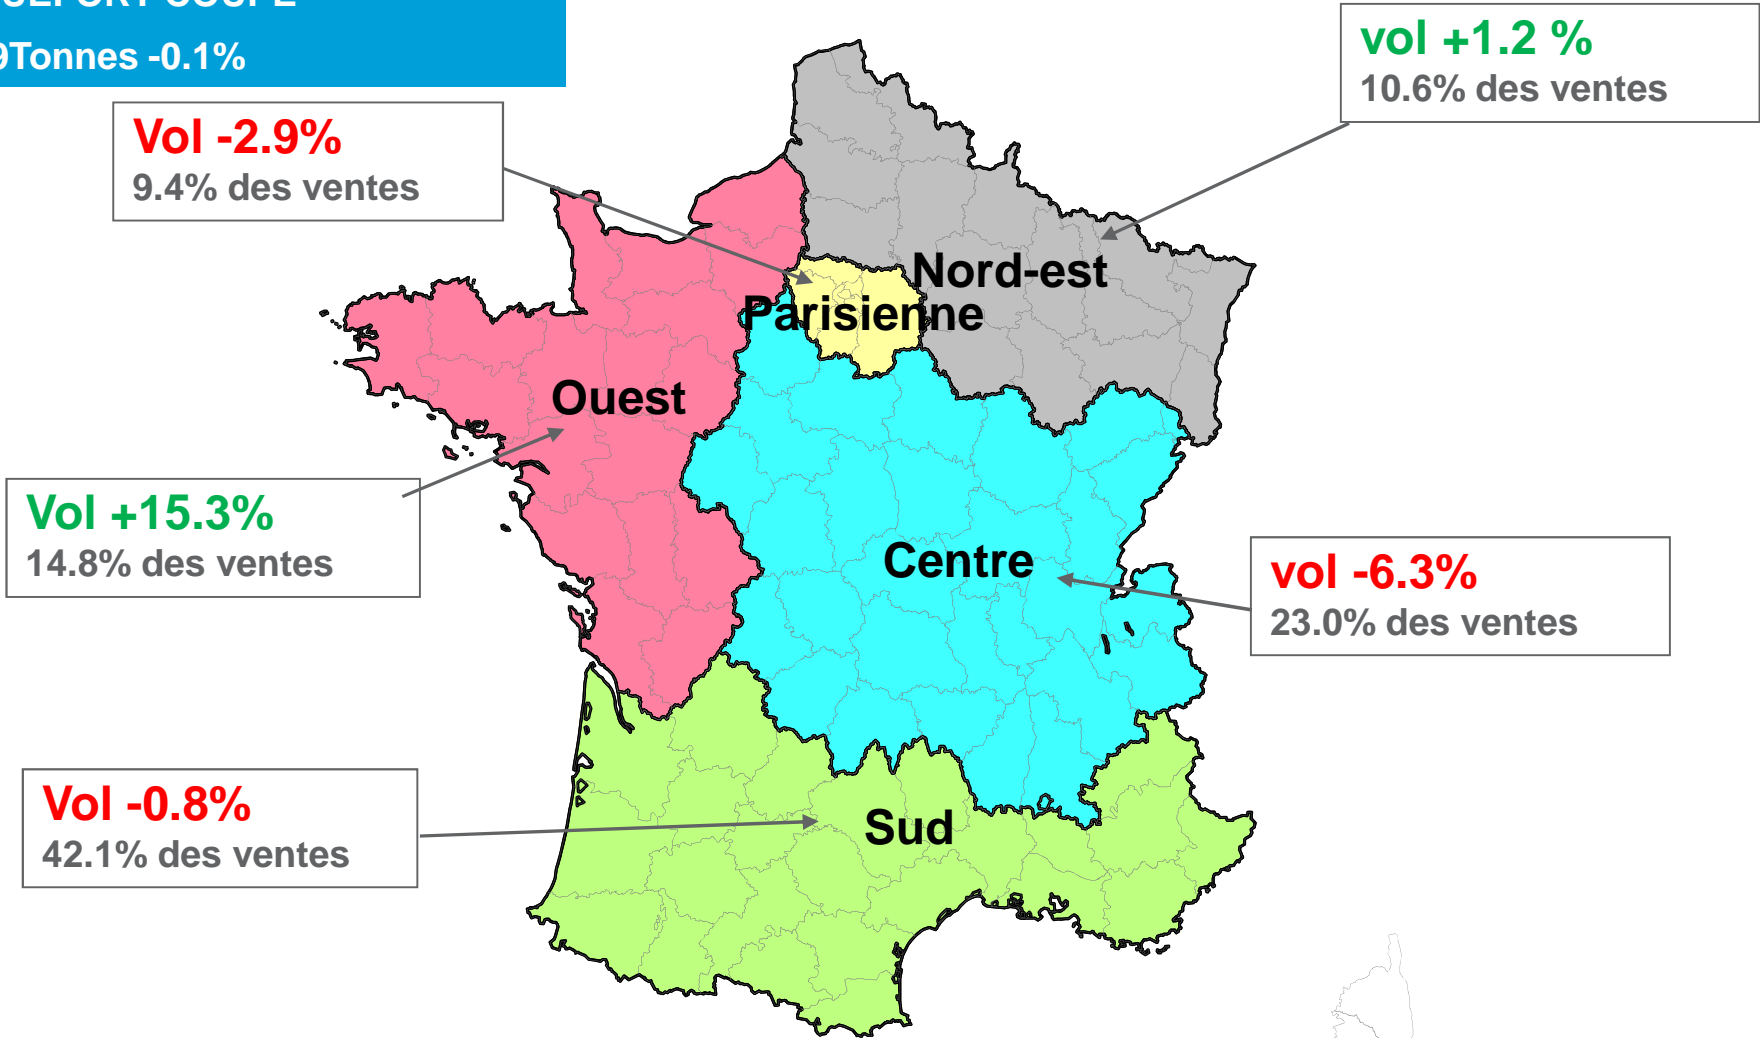 COUPE
9Tonnes -0.1%
vol +1.2 %
10.6% des ventes
Vol -2.9%
9.4% des ventes
Nord-est
Parisienne
Ouest
Vol +15.3%
14.8% des ventes
Centre
vol -6.3%
23.0% des ventes
Vol -0.8%
42.1% des ventes
Sud